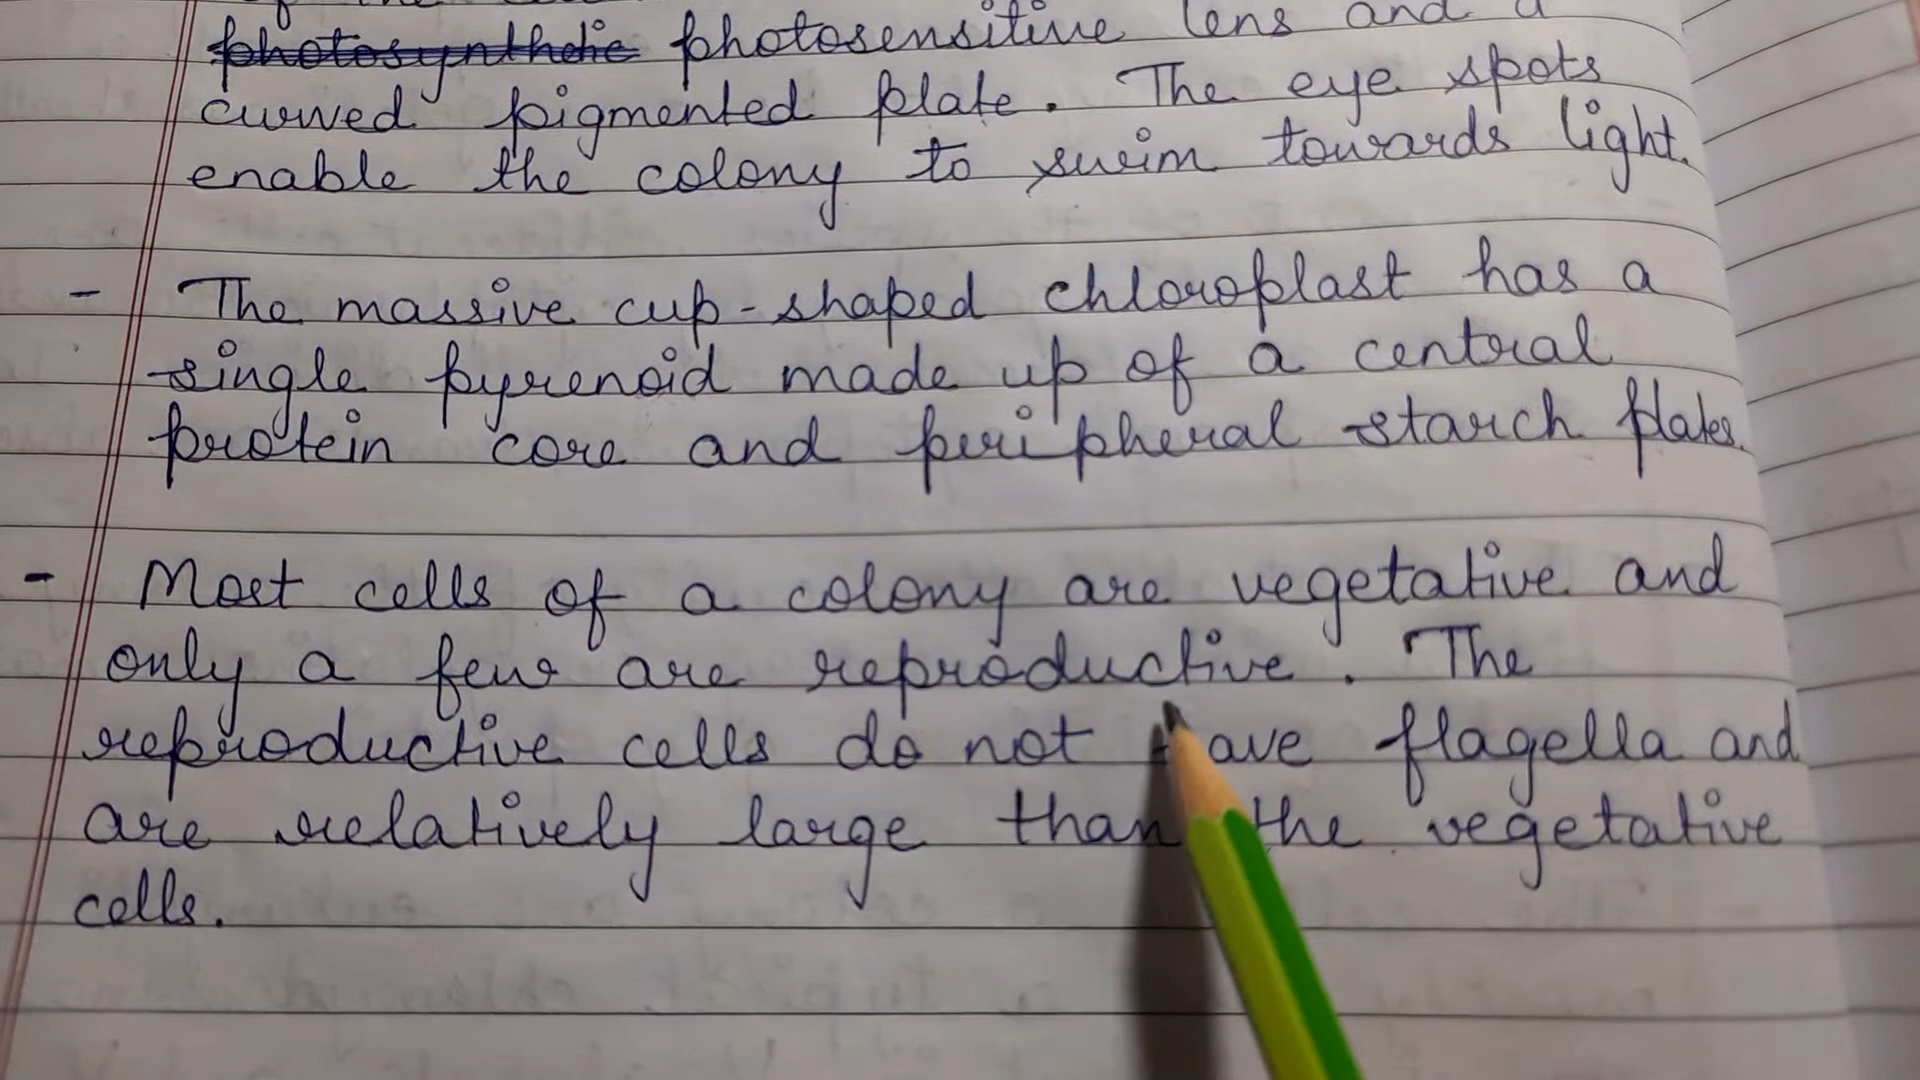 of the
photosynthetic photosensitive lens and a
curved pigmented plate. The eye spots
enable the colony to swim towards light.
- The massive cup-shaped chloroplast has a
single pyrenoid made up of a central
protein core and peripheral starch plates.
- Most cells of a colony are vegetative and
only a few are reproductive. The
reproductive cells do not have flagella and
are relatively large than the vegetative
cells.